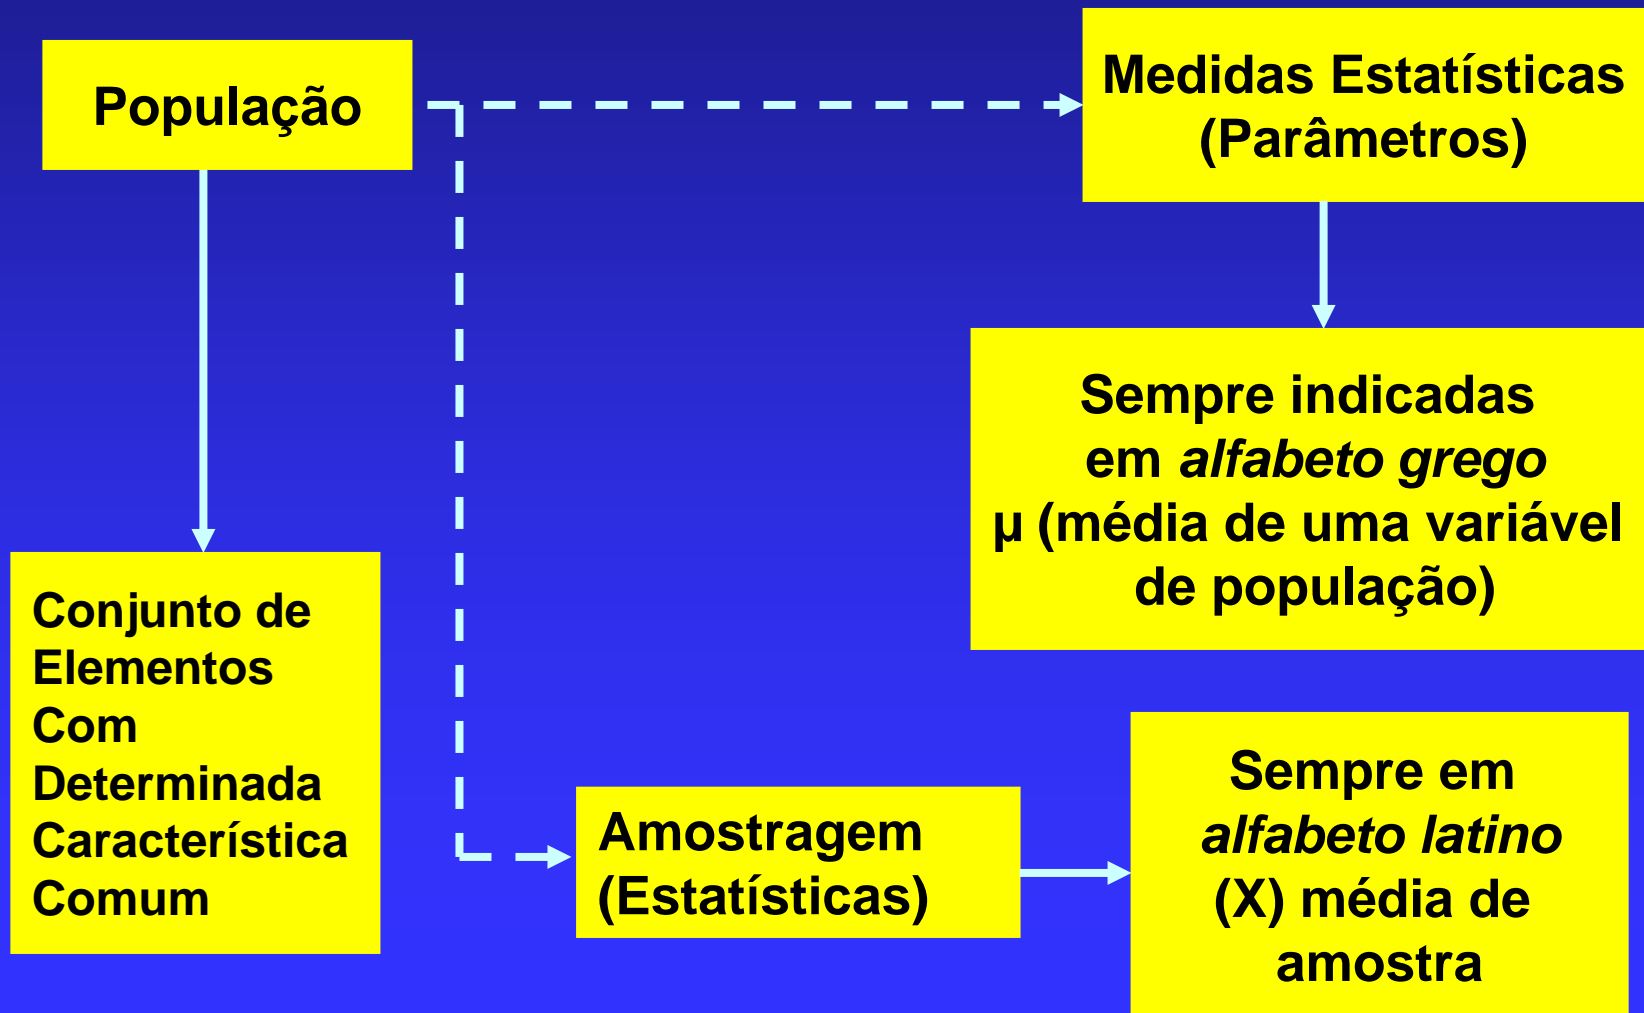 População
Medidas Estatísticas
(Parâmetros)
Sempre indicadas
em alfabeto grego
µ (média de uma variável
de população)
Conjunto de
Elementos
Com
Determinada
Característica
Comum
Amostragem
(Estatísticas)
Sempre em
alfabeto latino
(X) média de
amostra